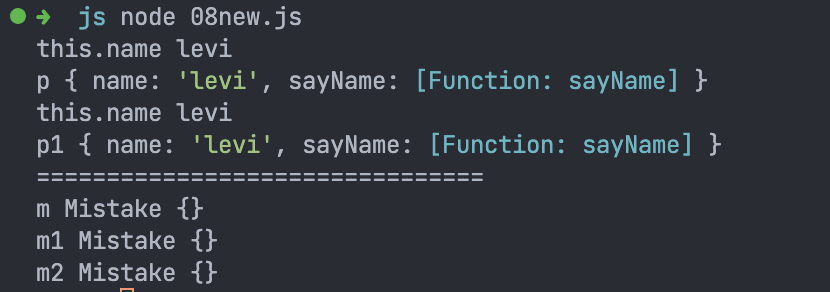 ➜ js node 08new.js
this.name levi
p { name: 'levi', sayName: [Function: sayName] }
this.name levi
p1 { name: 'levi', sayName: [Function: sayName] }
================================
m Mistake {}
m1 Mistake {}
m2 Mistake {}